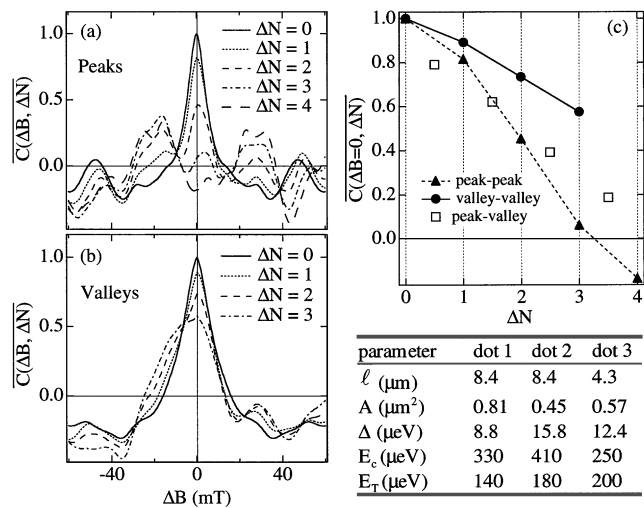 (a)
Peaks
ΔN = 0
ΔN = 1
ΔN = 2
ΔN = 3
ΔN = 4
C(ΔB, ΔN)
1.0
0.5
0.0
(b)
Valleys
ΔN = 0
ΔN = 1
ΔN = 2
ΔN = 3
C(ΔB, ΔN)
1.0
0.5
0.0
-40 0 40
ΔB (mT)
(c)
C(ΔB=0, ΔN)
1.0
0.8
0.6
0.4
0.2
0.0
peak-peak
valley-valley
peak-valley
0 1 2 3 4
ΔN
parameter dot 1 dot 2 dot 3
ℓ (μm) 8.4 8.4 4.3
A (μm²) 0.81 0.45 0.57
Δ (μeV) 8.8 15.8 12.4
E_c (μeV) 330 410 250
E_T (μeV) 140 180 200